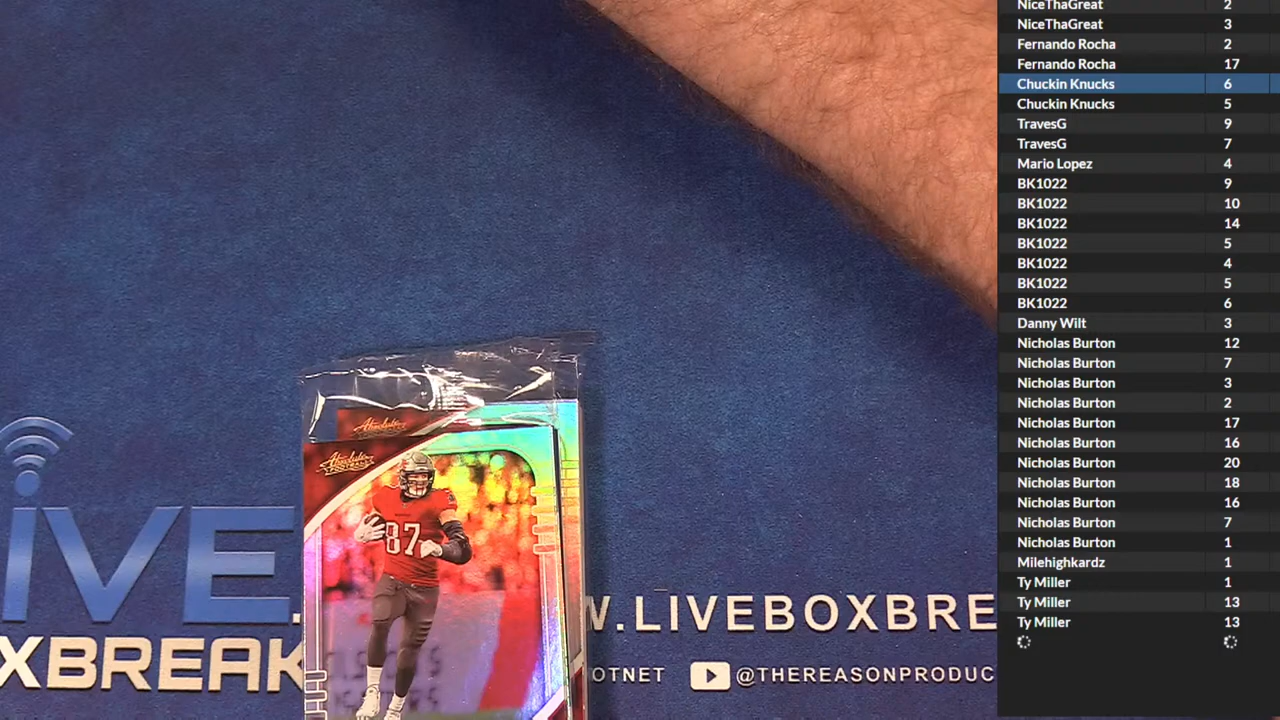 NiceThaGreat 2
NiceThaGreat 3
Fernando Rocha 2
Fernando Rocha 17
Chuckin Knucks 6
Chuckin Knucks 5
TravesG 9
TravesG 7
Mario Lopez 4
BK1022 9
BK1022 10
BK1022 14
BK1022 5
BK1022 4
BK1022 5
BK1022 6
Danny Wilt 3
Nicholas Burton 12
Nicholas Burton 7
Nicholas Burton 3
Nicholas Burton 2
Nicholas Burton 17
Nicholas Burton 16
Nicholas Burton 20
Nicholas Burton 18
Nicholas Burton 16
Nicholas Burton 7
Nicholas Burton 1
Milehighkardz 1
Ty Miller 1
Ty Miller 13
Ty Miller 13
Absolute
Absolute
FOOTBALL
87
iVE.
XBREAK
W.LIVEBOXBRE
OTNET
@THEREASONPRODUC